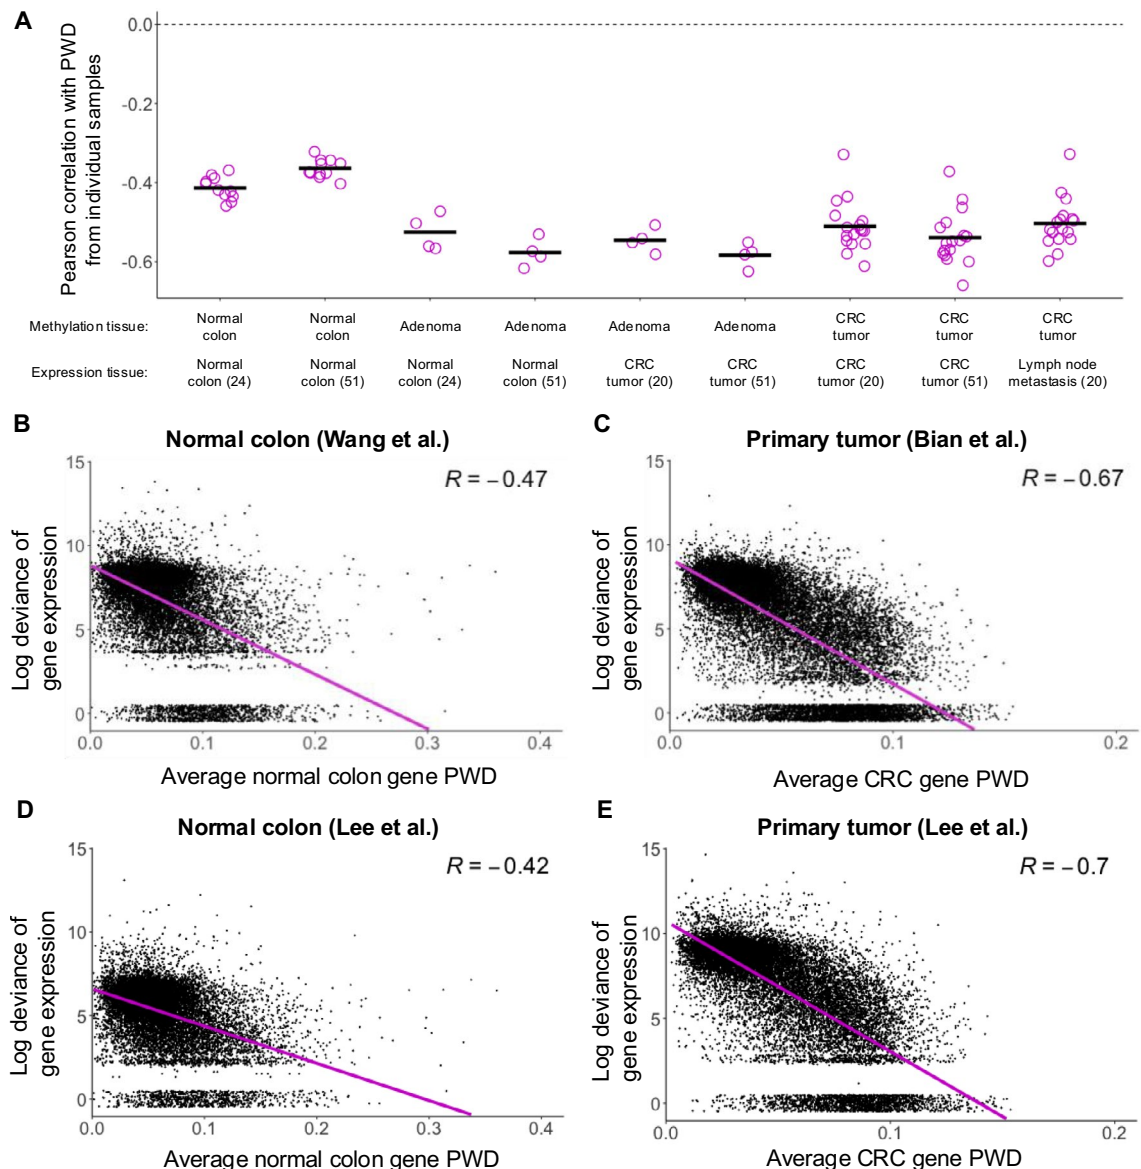 A
Pearson correlation with PWD
from individual samples
0.0
-0.2
-0.4
-0.6
Methylation tissue:
Normal colon
Normal colon
Adenoma
Adenoma
Adenoma
Adenoma
CRC tumor
CRC tumor
CRC tumor
Expression tissue:
Normal colon (24)
Normal colon (51)
Normal colon (24)
Normal colon (51)
CRC tumor (20)
CRC tumor (51)
CRC tumor (20)
CRC tumor (51)
Lymph node metastasis (20)
B
Normal colon (Wang et al.)
R = −0.47
Log deviance of
gene expression
15
10
5
0
0.0 0.1 0.2 0.3 0.4
Average normal colon gene PWD
C
Primary tumor (Bian et al.)
R = −0.67
Log deviance of
gene expression
15
10
5
0
0.0 0.1 0.2
Average CRC gene PWD
D
Normal colon (Lee et al.)
R = −0.42
Log deviance of
gene expression
15
10
5
0
0.0 0.1 0.2 0.3 0.4
Average normal colon gene PWD
E
Primary tumor (Lee et al.)
R = −0.7
Log deviance of
gene expression
15
10
5
0
0.0 0.1 0.2
Average CRC gene PWD